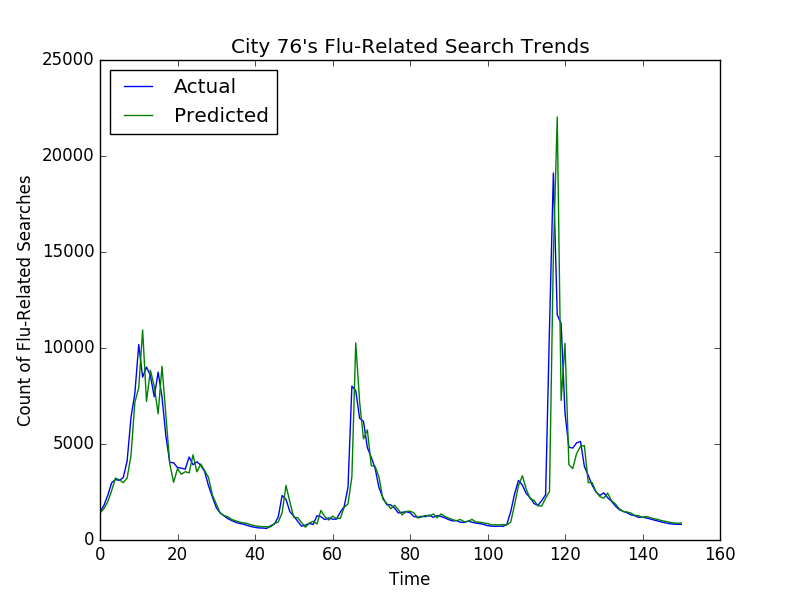 City 76's Flu-Related Search Trends
Actual
Predicted
25000
20000
15000
10000
5000
0
Count of Flu-Related Searches
0 20 40 60 80 100 120 140 160
Time